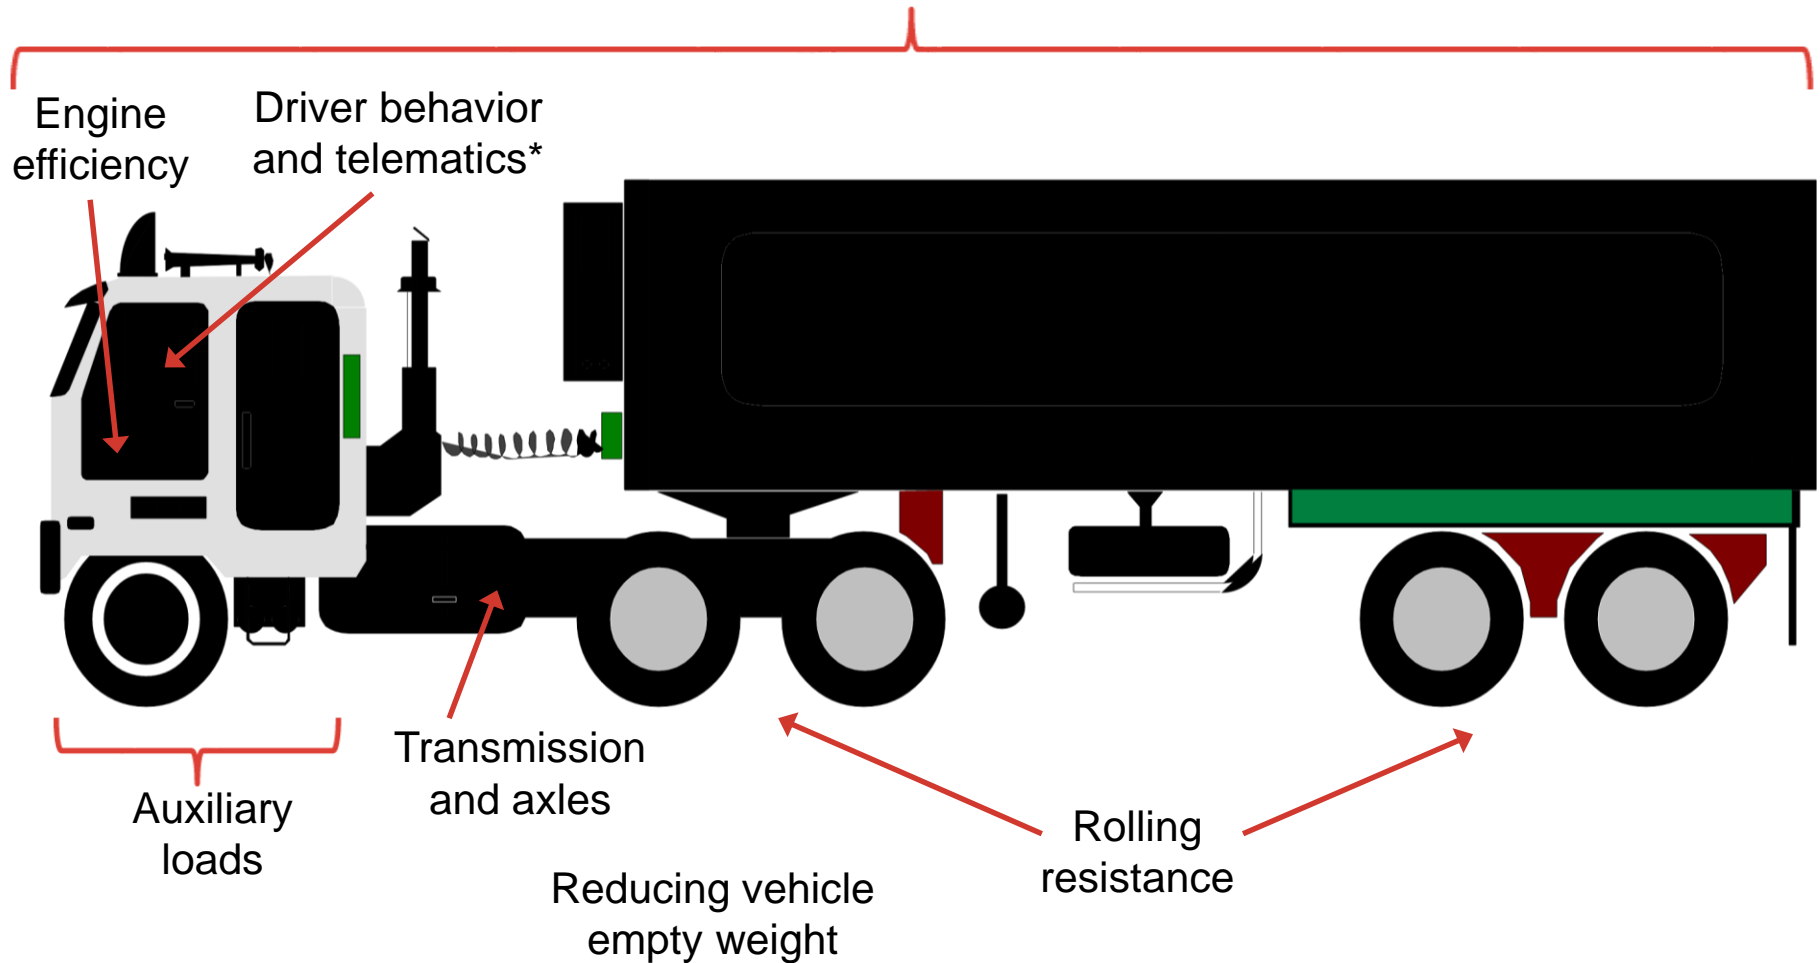 Engine
efficiency
Driver behavior
and telematics*
Transmission
and axles
Auxiliary
loads
Rolling
resistance
Reducing vehicle
empty weight